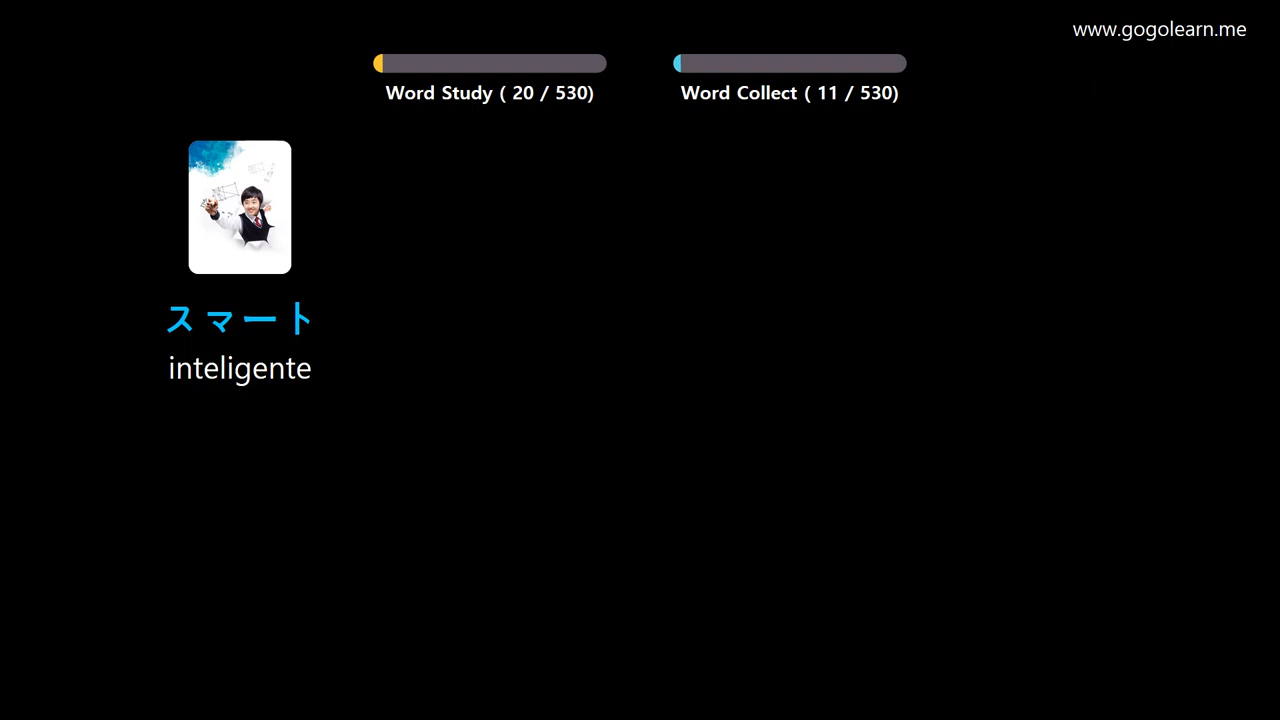 www.gogolearn.me
Word Study ( 20 / 530)
Word Collect ( 11 / 530)
スマート
inteligente